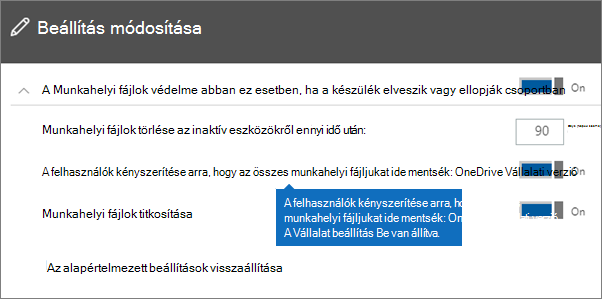 Beállítás módosítása
A Munkahelyi fájlok védelme abban ez esetben, ha a készülék elveszik vagy ellopják csoportban On
Munkahelyi fájlok törlése az inaktív eszközökről ennyi idő után: 90
A felhasználók kényszerítése arra, hogy az összes munkahelyi fájljukat ide mentsék: OneDrive Vállalati verzió On
A felhasználók kényszerítése arra, ho
munkahelyi fájljukat ide mentsék: On
A Vállalat beállítás Be van állítva.
Munkahelyi fájlok titkosítása On
Az alapértelmezett beállítások visszaállítása